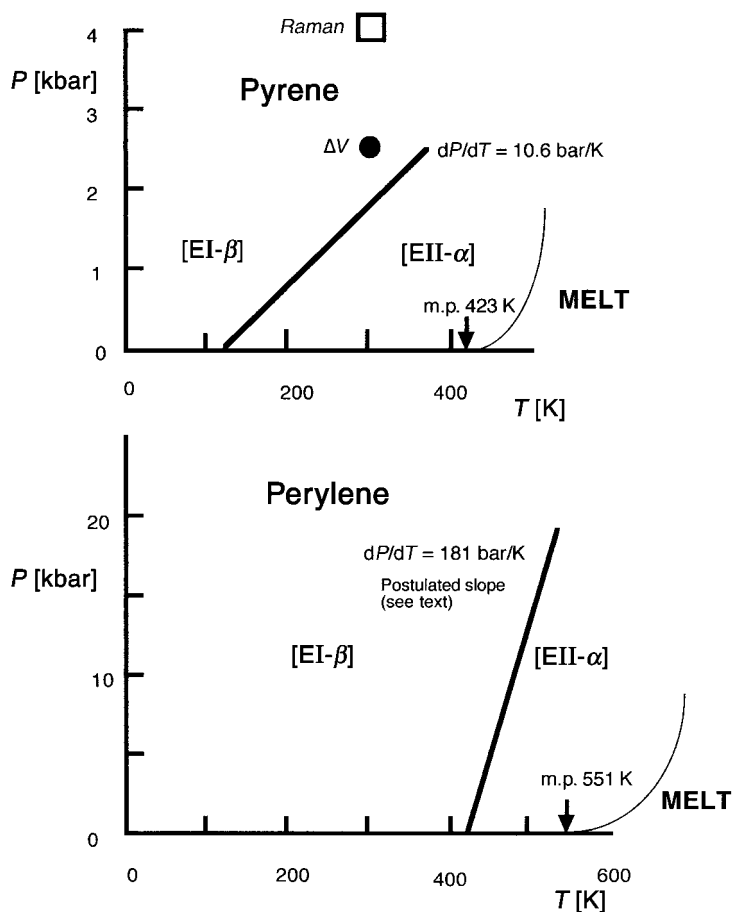 Raman
4
P [kbar]
Pyrene
3
ΔV
dP/dT = 10.6 bar/K
2
[EI-β]
[EII-α]
1
m.p. 423 K
MELT
0
0
200
400
T [K]
Perylene
20
dP/dT = 181 bar/K
P [kbar]
Postulated slope
(see text)
[EI-β]
[EII-α]
10
m.p. 551 K
MELT
0
0
200
400
600
T [K]